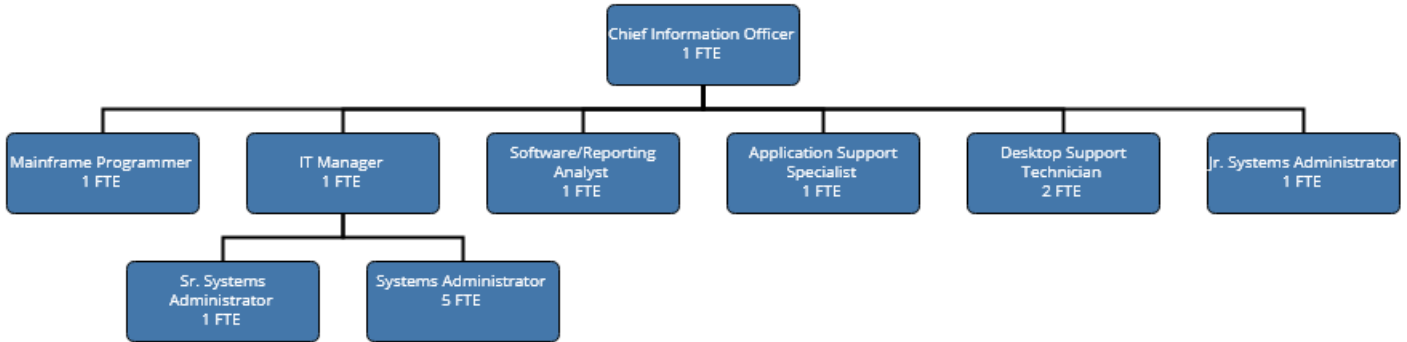 Chief Information Officer
1 FTE
Mainframe Programmer
1 FTE
IT Manager
1 FTE
Software/Reporting
Analyst
1 FTE
Application Support
Specialist
1 FTE
Desktop Support
Technician
2 FTE
Jr. Systems Administrator
1 FTE
Sr. Systems
Administrator
1 FTE
Systems Administrator
5 FTE